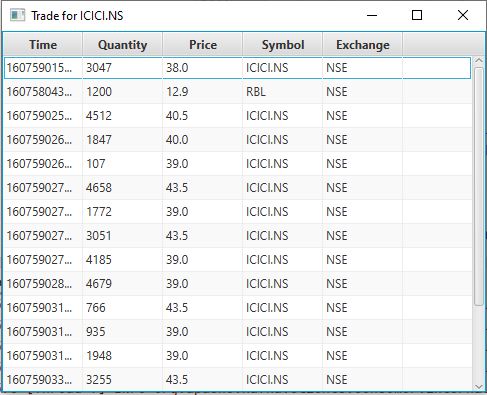 Trade for ICICI.NS
Time Quantity Price Symbol Exchange
160759015... 3047 38.0 ICICI.NS NSE
160758043... 1200 12.9 RBL NSE
160759025... 4512 40.5 ICICI.NS NSE
160759026... 1847 40.0 ICICI.NS NSE
160759026... 107 39.0 ICICI.NS NSE
160759027... 4658 43.5 ICICI.NS NSE
160759027... 1772 39.0 ICICI.NS NSE
160759027... 3051 43.5 ICICI.NS NSE
160759027... 4185 39.0 ICICI.NS NSE
160759028... 4679 39.0 ICICI.NS NSE
160759031... 766 43.5 ICICI.NS NSE
160759031... 935 39.0 ICICI.NS NSE
160759031... 1948 39.0 ICICI.NS NSE
160759033... 3255 43.5 ICICI.NS NSE